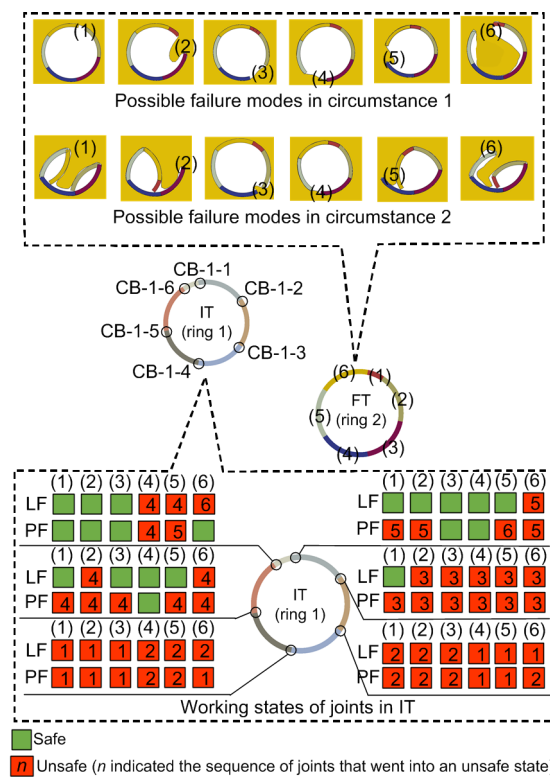 (1) (2) (3) (4) (5) (6)
Possible failure modes in circumstance 1
(1) (2) (3) (4) (5) (6)
Possible failure modes in circumstance 2
CB-1-1
CB-1-6
CB-1-2
IT
(ring 1)
CB-1-5
CB-1-3
CB-1-4
(6) (1)
(2)
FT
(ring 2)
(5)
(4) (3)
(1) (2) (3) (4) (5) (6)
LF 4 4 6
PF 4 5
(1) (2) (3) (4) (5) (6)
LF 5
PF 5 5 6 5
(1) (2) (3) (4) (5) (6)
LF 4 4
PF 4 4 4 4 4
IT
(ring 1)
(1) (2) (3) (4) (5) (6)
LF 3 3 3 3 3
PF 3 3 3 3 3 3
(1) (2) (3) (4) (5) (6)
LF 1 1 1 2 2 2
PF 1 1 1 2 2 1
(1) (2) (3) (4) (5) (6)
LF 2 2 2 1 1 1
PF 2 2 2 1 1 2
Working states of joints in IT
Safe
n Unsafe (n indicated the sequence of joints that went into an unsafe state